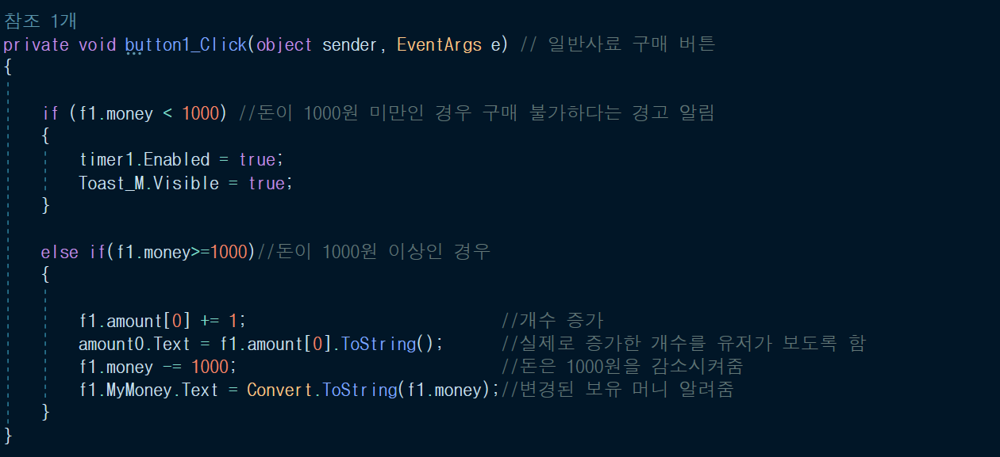 참조 1개
private void button1_Click(object sender, EventArgs e) // 일반사료 구매 버튼
{
if (f1.money < 1000) //돈이 1000원 미만인 경우 구매 불가하다는 경고 알림
{
timer1.Enabled = true;
Toast_M.Visible = true;
}
else if(f1.money>=1000)//돈이 1000원 이상인 경우
{
f1.amount[0] += 1; //개수 증가
amount0.Text = f1.amount[0].ToString(); //실제로 증가한 개수를 유저가 보도록 함
f1.money -= 1000; //돈은 1000원을 감소시켜줌
f1.MyMoney.Text = Convert.ToString(f1.money);//변경된 보유 머니 알려줌
}
}